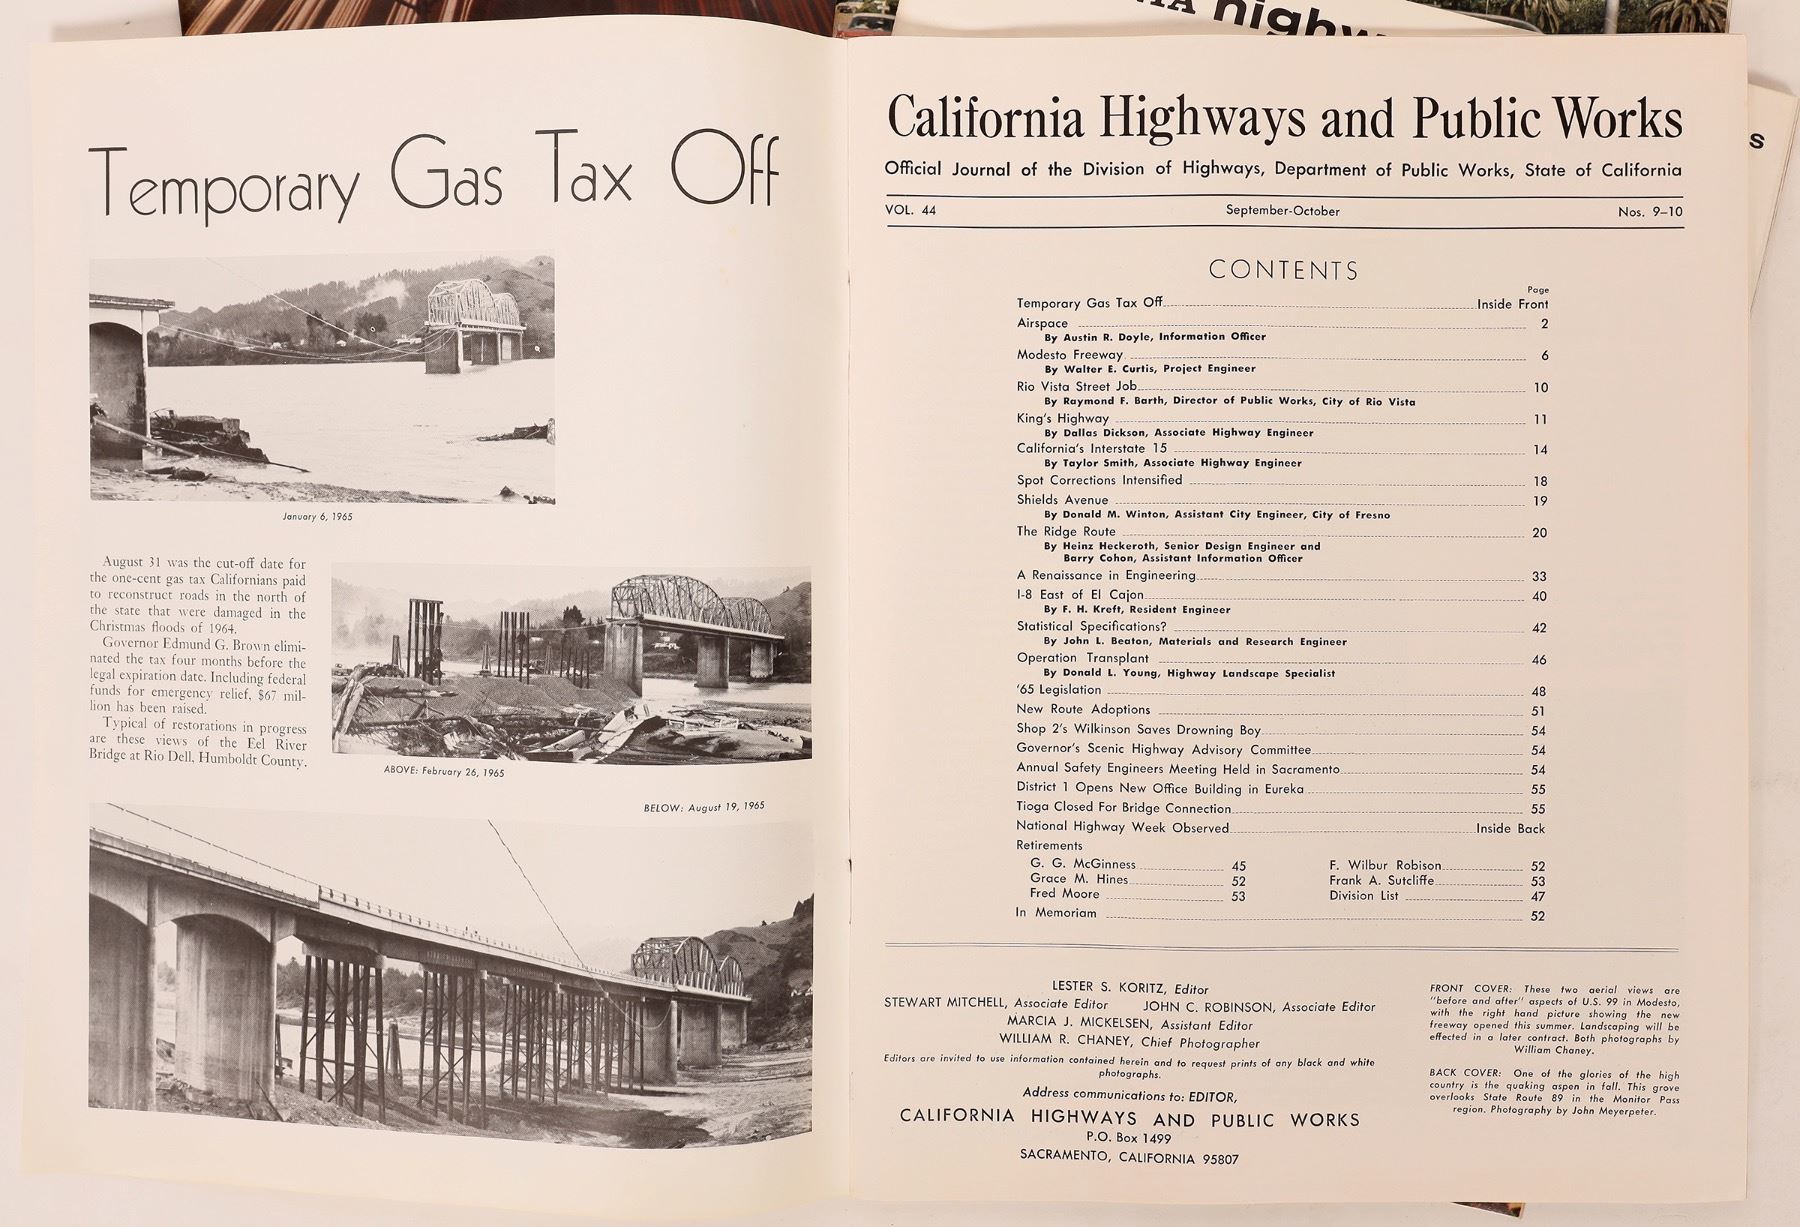 highw
s
Temporary Gas Tax Off
January 6, 1965
August 31 was the cut-off date for
the one-cent gas tax Californians paid
to reconstruct roads in the north of
the state that were damaged in the
Christmas floods of 1964.
Governor Edmund G. Brown elimi-
nated the tax four months before the
legal expiration date. Including federal
funds for emergency relief, $67 mil-
lion has been raised.
Typical of restorations in progress
are these views of the Eel River
Bridge at Rio Dell, Humboldt County.
ABOVE: February 26, 1965
BELOW: August 19, 1965
California Highways and Public Works
Official Journal of the Division of Highways, Department of Public Works, State of California
VOL. 44 September-October Nos. 9–10
CONTENTS
Page
Temporary Gas Tax Off Inside Front
Airspace 2
By Austin R. Doyle, Information Officer
Modesto Freeway 6
By Walter E. Curtis, Project Engineer
Rio Vista Street Job 10
By Raymond F. Barth, Director of Public Works, City of Rio Vista
King's Highway 11
By Dallas Dickson, Associate Highway Engineer
California's Interstate 15 14
By Taylor Smith, Associate Highway Engineer
Spot Corrections Intensified 18
Shields Avenue 19
By Donald M. Winton, Assistant City Engineer, City of Fresno
The Ridge Route 20
By Heinz Heckeroth, Senior Design Engineer and
Barry Cohon, Assistant Information Officer
A Renaissance in Engineering 33
I-8 East of El Cajon 40
By F. H. Kreft, Resident Engineer
Statistical Specifications? 42
By John L. Beaton, Materials and Research Engineer
Operation Transplant 46
By Donald L. Young, Highway Landscape Specialist
'65 Legislation 48
New Route Adoptions 51
Shop 2's Wilkinson Saves Drowning Boy 54
Governor's Scenic Highway Advisory Committee 54
Annual Safety Engineers Meeting Held in Sacramento 54
District 1 Opens New Office Building in Eureka 55
Tioga Closed For Bridge Connection 55
National Highway Week Observed Inside Back
Retirements
G. G. McGinness 45 F. Wilbur Robison 52
Grace M. Hines 52 Frank A. Sutcliffe 53
Fred Moore 53 Division List 47
In Memoriam 52
LESTER S. KORITZ, Editor
STEWART MITCHELL, Associate Editor JOHN C. ROBINSON, Associate Editor
MARCIA J. MICKELSEN, Assistant Editor
WILLIAM R. CHANEY, Chief Photographer
Editors are invited to use information contained herein and to request prints of any black and white
photographs.
Address communications to: EDITOR,
CALIFORNIA HIGHWAYS AND PUBLIC WORKS
P.O. Box 1499
SACRAMENTO, CALIFORNIA 95807
FRONT COVER: These two aerial views are
"before and after" aspects of U.S. 99 in Modesto,
with the right hand picture showing the new
freeway opened this summer. Landscaping will be
effected in a later contract. Both photographs by
William Chaney.
BACK COVER: One of the glories of the high
country is the quaking aspen in fall. This grove
overlooks State Route 89 in the Monitor Pass
region. Photography by John Meyerpeter.